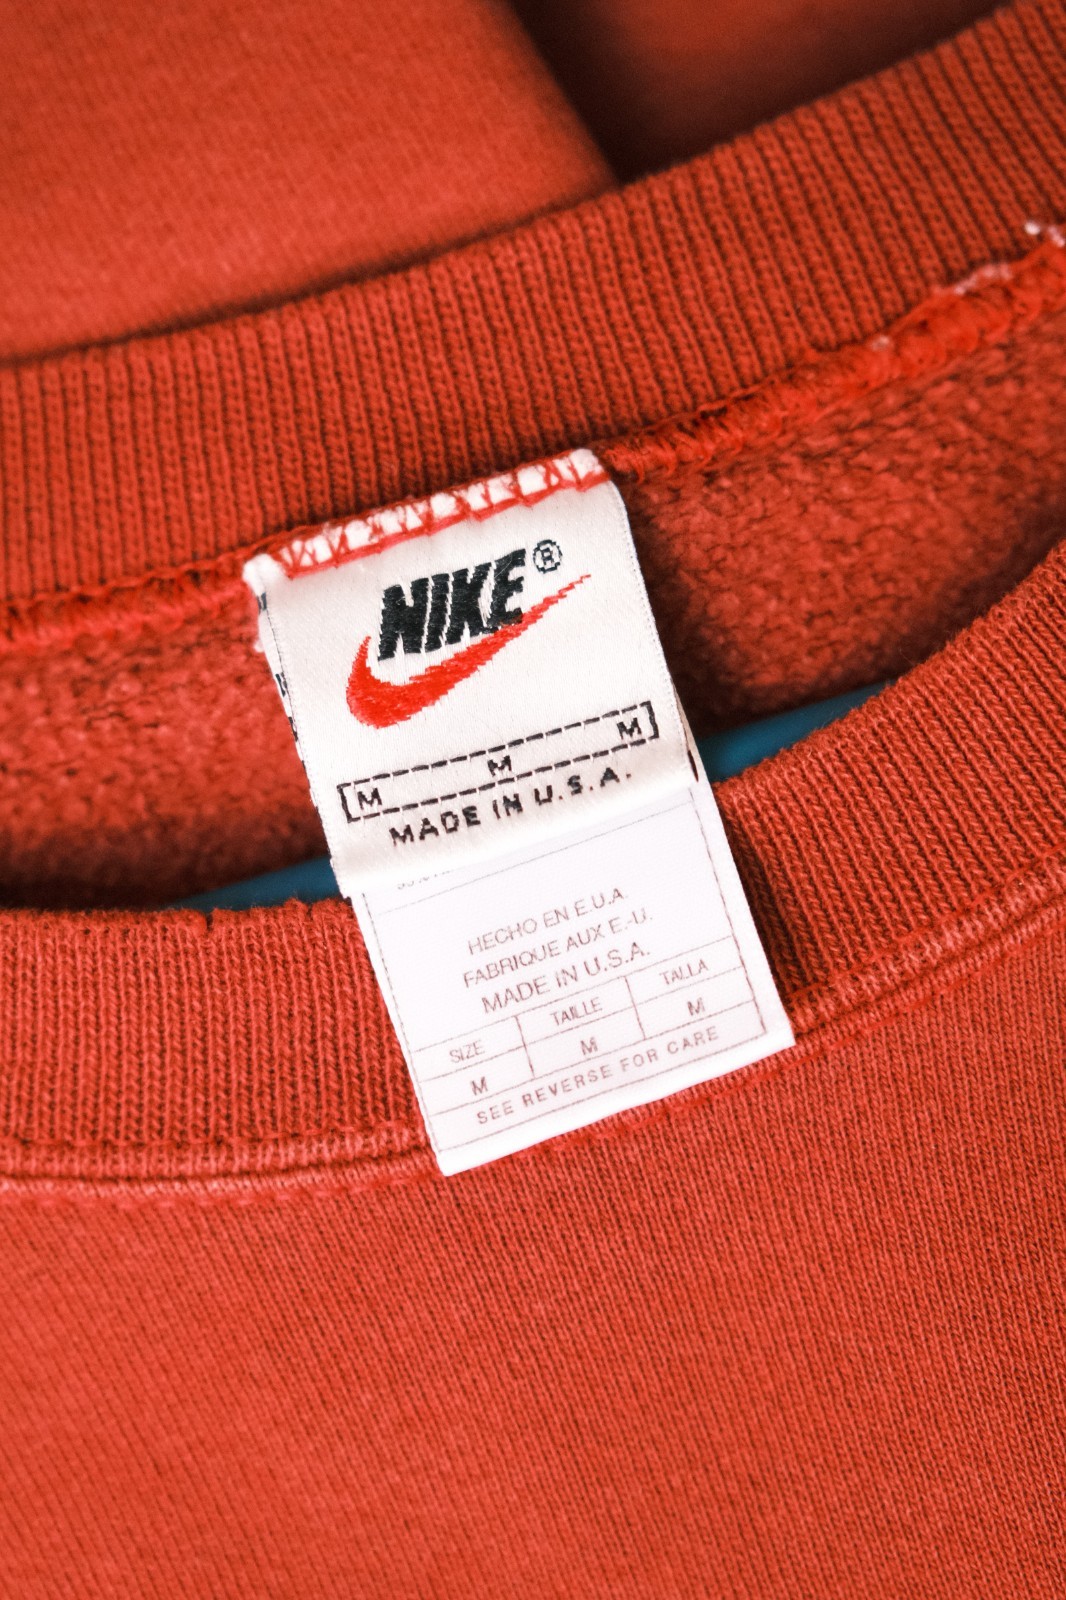 NIKE®
M M M
MADE IN U.S.A.
HECHO EN E.U.A.
FABRIQUE AUX E.-U.
MADE IN U.S.A.
SIZE TAILLE TALLA
M M M
SEE REVERSE FOR CARE